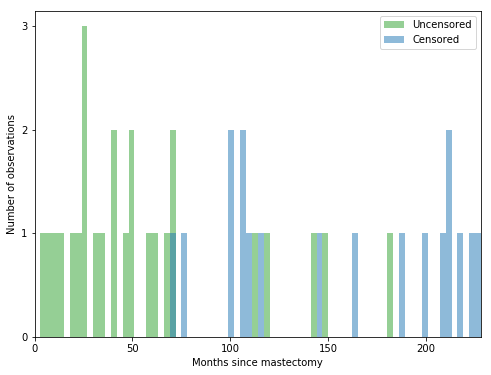 Uncensored
Censored
3
2
1
0
Number of observations
0 50 100 150 200
Months since mastectomy